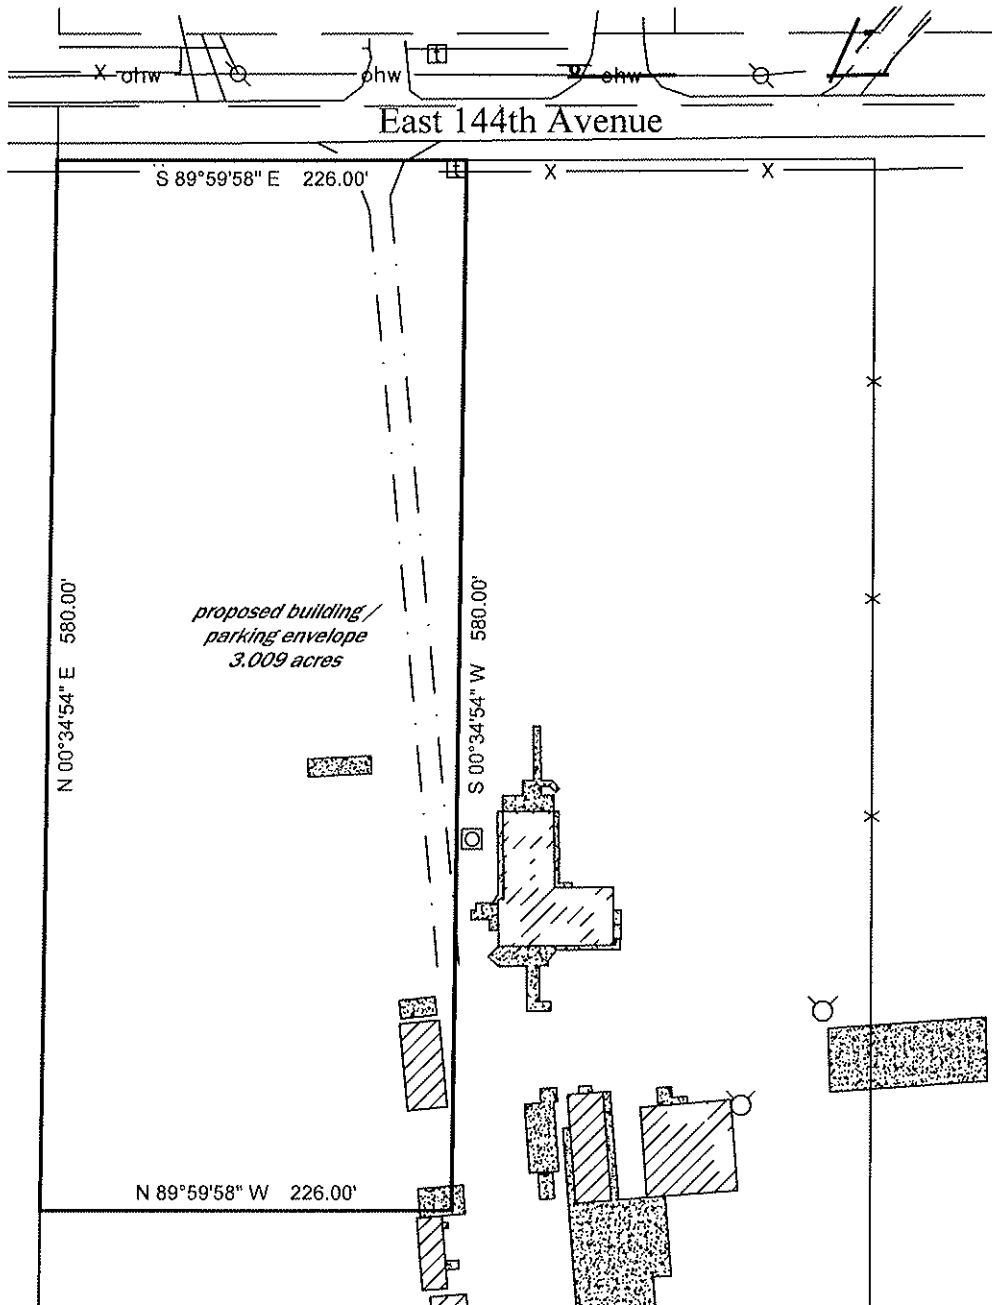 X ohw ohw ohw
t
East 144th Avenue
S 89°59'58" E 226.00'
t
X X
N 00°34'54" E 580.00'
proposed building /
parking envelope
3.009 acres
S 00°34'54" W 580.00'
N 89°59'58" W 226.00'